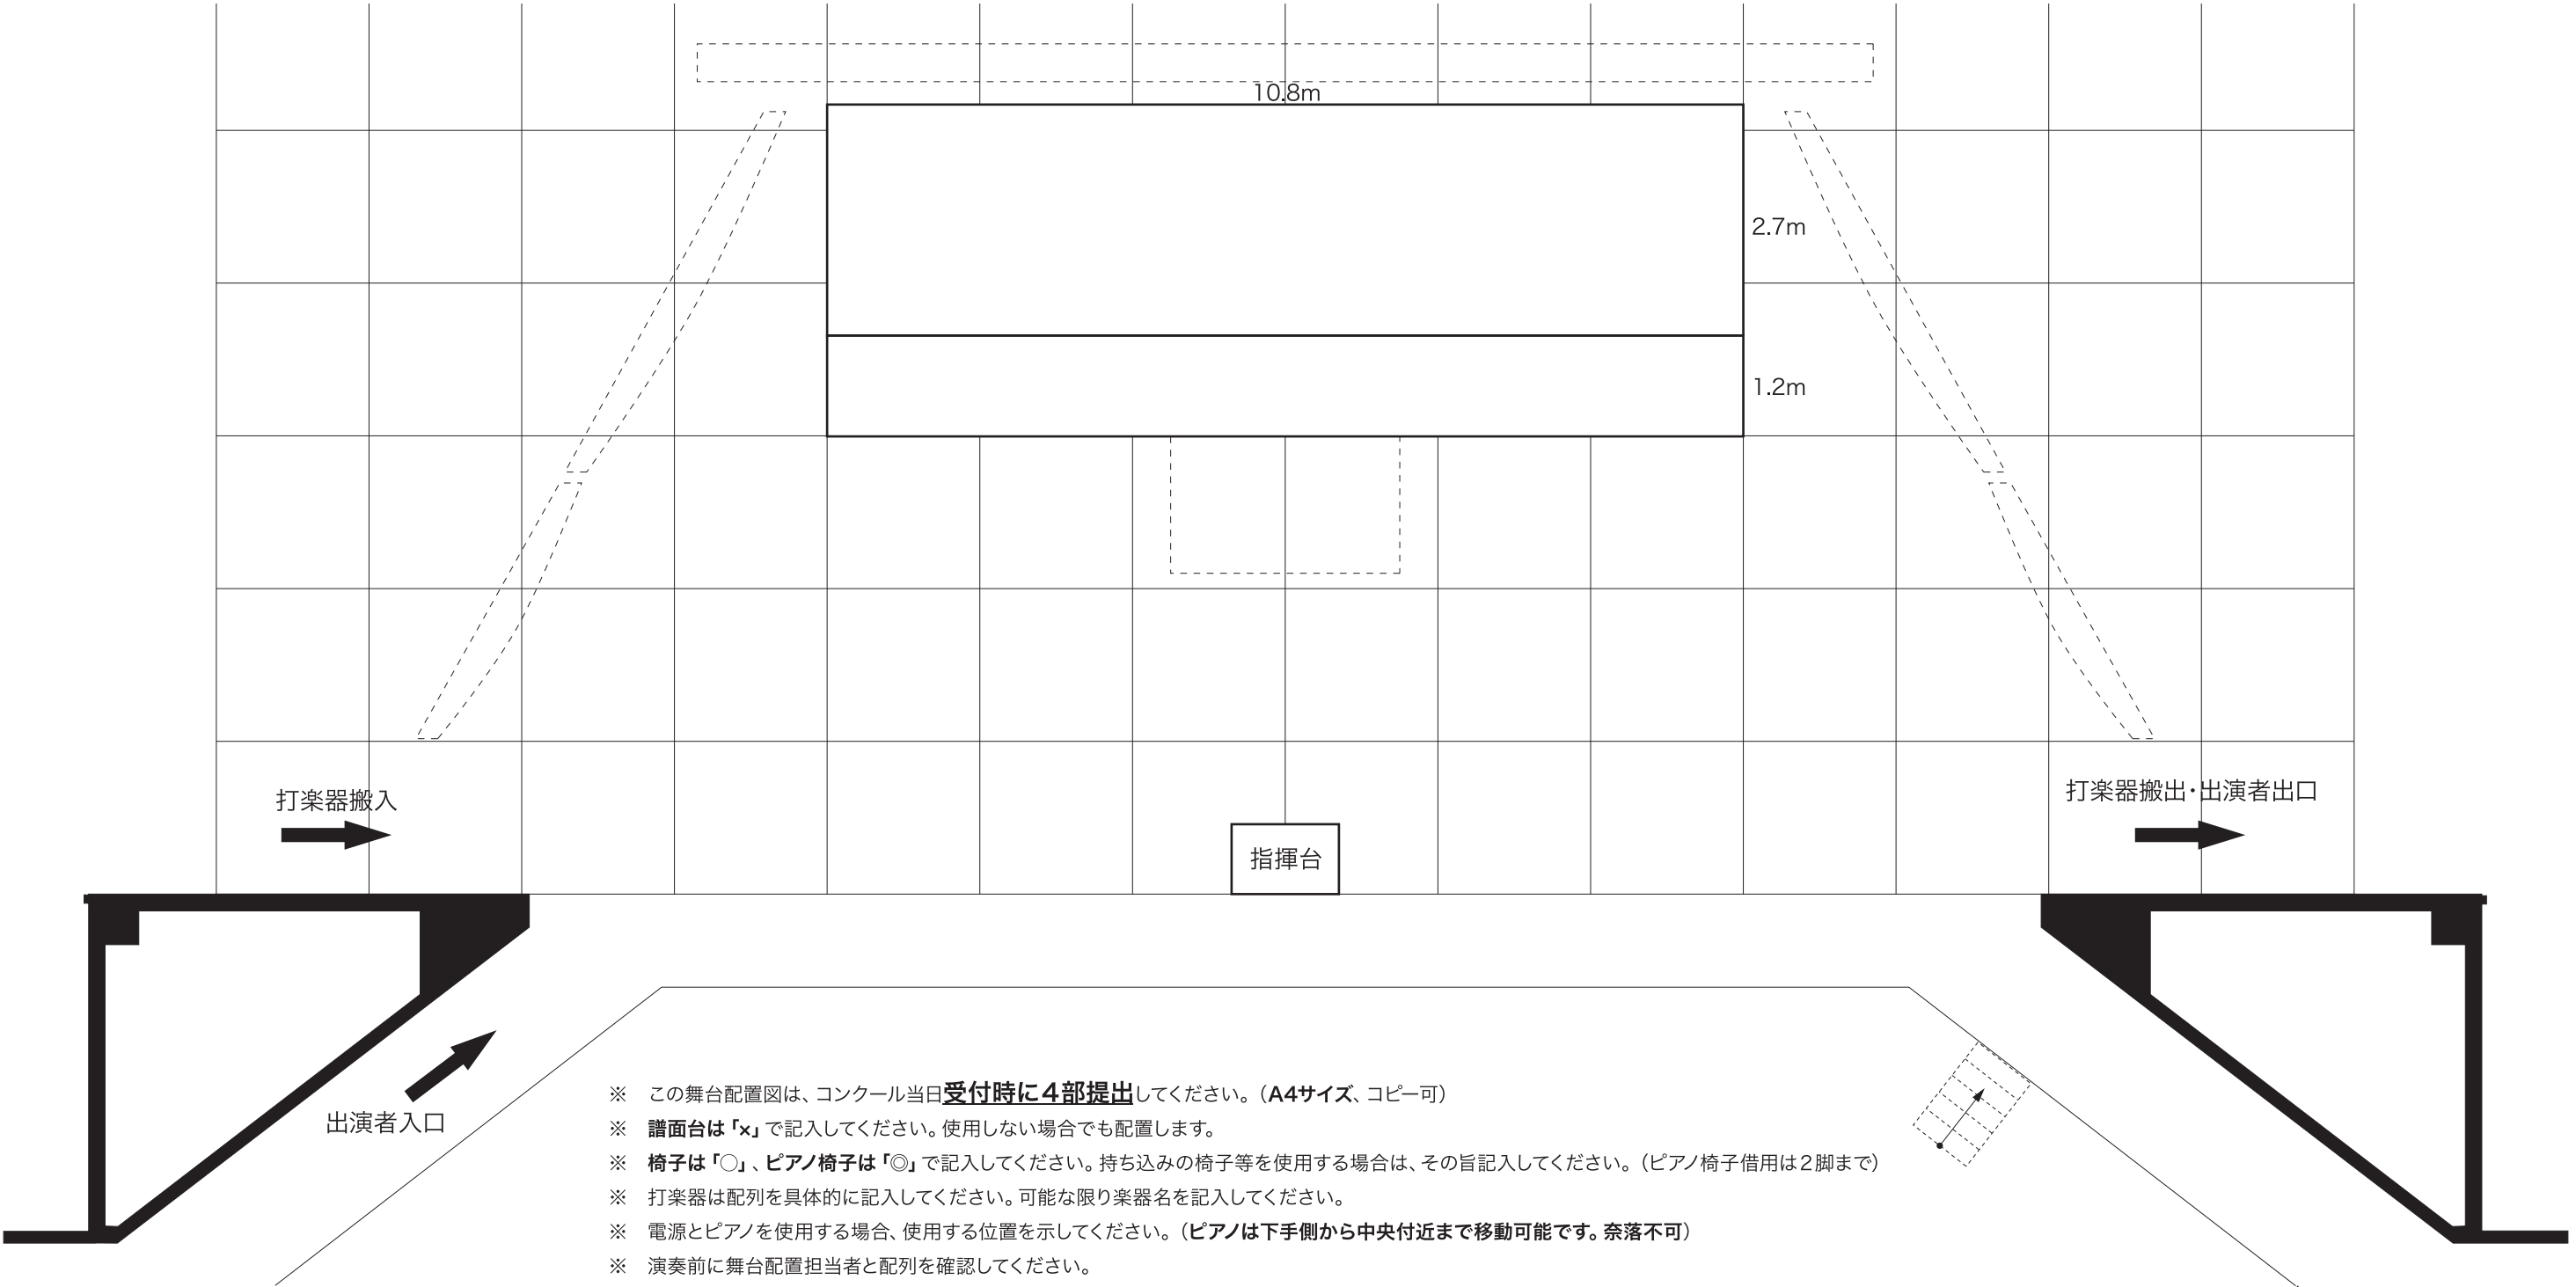 10.8m
2.7m
1.2m
打楽器搬入
打楽器搬出・出演者出口
指揮台
出演者入口
※　この舞台配置図は、コンクール当日受付時に４部提出してください。（A4サイズ、コピー可）
※　譜面台は「×」で記入してください。使用しない場合でも配置します。
※　椅子は「○」、ピアノ椅子は「◎」で記入してください。持ち込みの椅子等を使用する場合は、その旨記入してください。（ピアノ椅子借用は２脚まで）
※　打楽器は配列を具体的に記入してください。可能な限り楽器名を記入してください。
※　電源とピアノを使用する場合、使用する位置を示してください。（ピアノは下手側から中央付近まで移動可能です。奈落不可）
※　演奏前に舞台配置担当者と配列を確認してください。